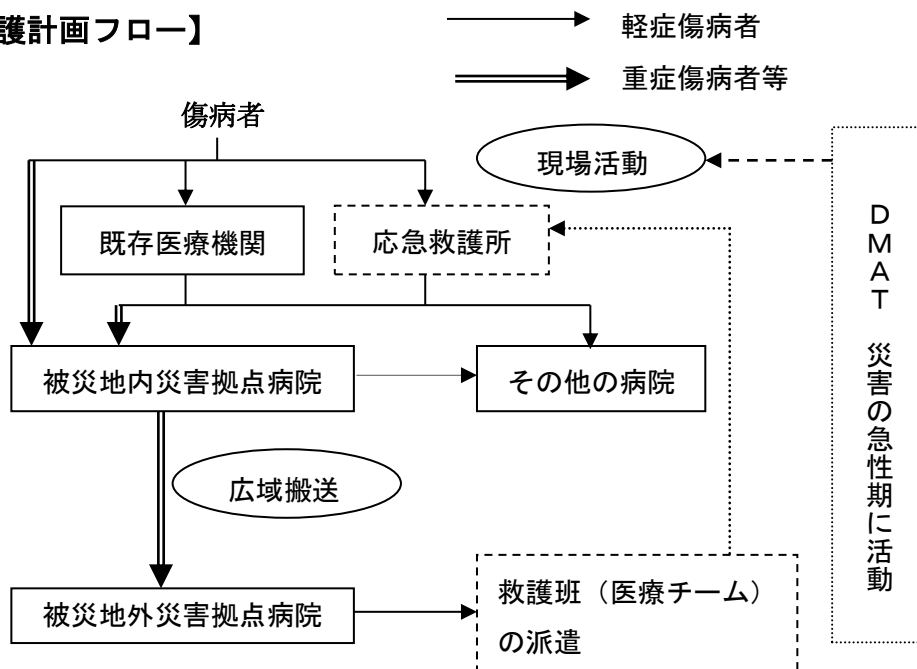 護計画フロー】
軽症傷病者
重症傷病者等
傷病者
現場活動
既存医療機関
応急救護所
被災地内災害拠点病院
その他の病院
広域搬送
被災地外災害拠点病院
救護班（医療チーム）
の派遣
ＤＭＡＴ　災害の急性期に活動